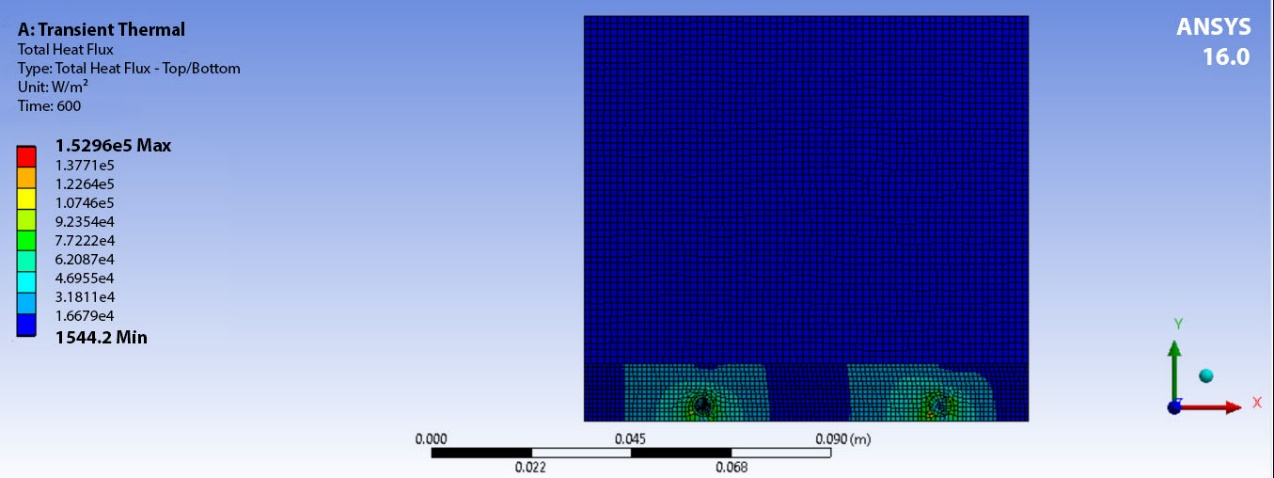 A: Transient Thermal
Total Heat Flux
Type: Total Heat Flux - Top/Bottom
Unit: W/m²
Time: 600
1.5296e5 Max
1.3771e5
1.2264e5
1.0746e5
9.2354e4
7.7222e4
6.2087e4
4.6955e4
3.1811e4
1.6679e4
1544.2 Min
ANSYS
16.0
Y
X
Z
0.000
0.045
0.090 (m)
0.022
0.068